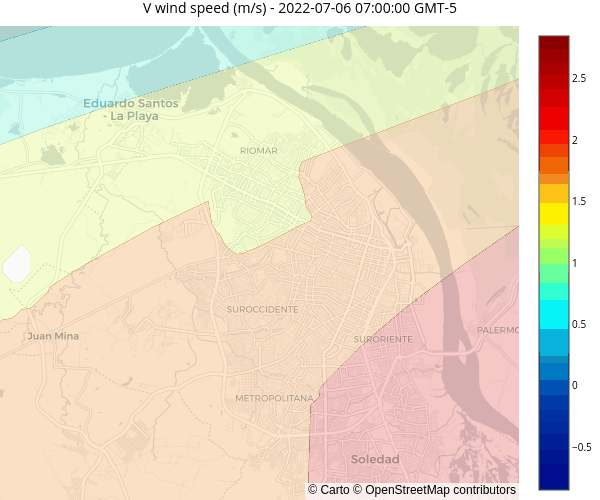 V wind speed (m/s) - 2022-07-06 07:00:00 GMT-5
Eduardo Santos
- La Playa
RIOMAR
SUROCCIDENTE
Juan Mina
SURORIENTE
PALERMO
METROPOLITANA
Soledad
© Carto © OpenStreetMap contributors
2.5
2
1.5
1
0.5
0
−0.5